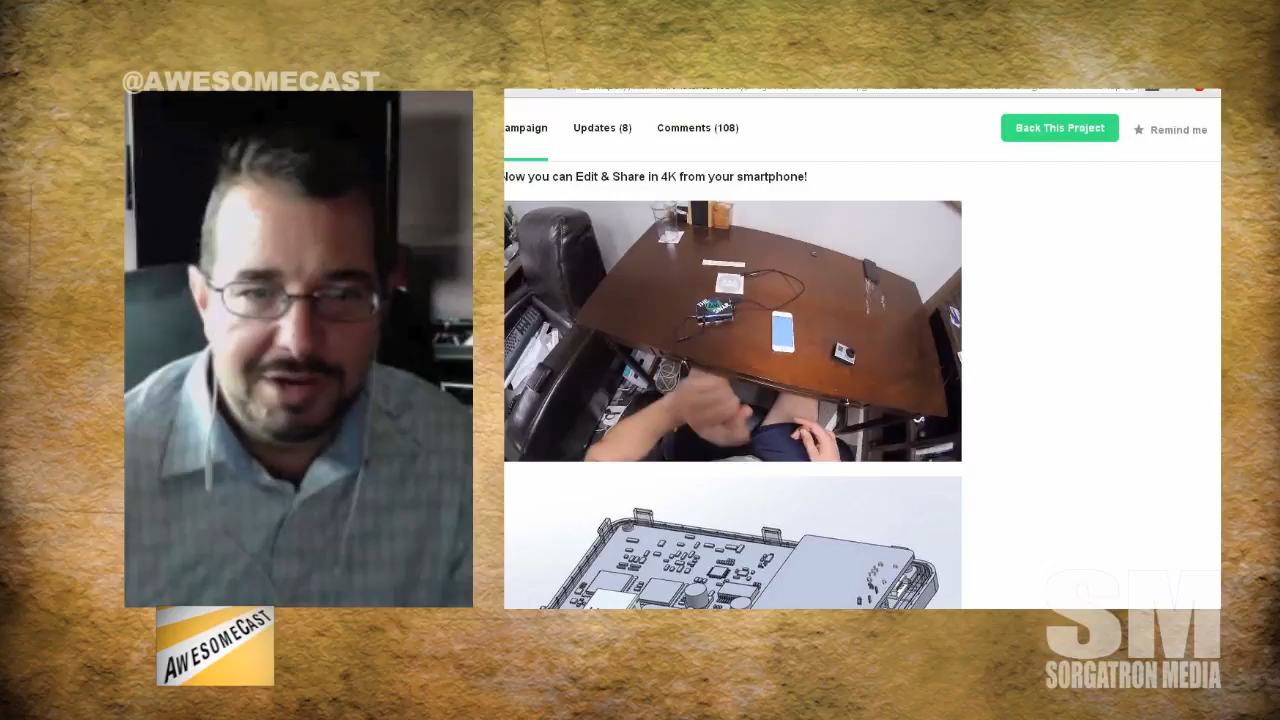 @AWESOMECAST
ampaign Updates (8) Comments (108) Back This Project Remind me
Now you can Edit & Share in 4K from your smartphone!
AWESOMECAST
SM
SORGATRON MEDIA